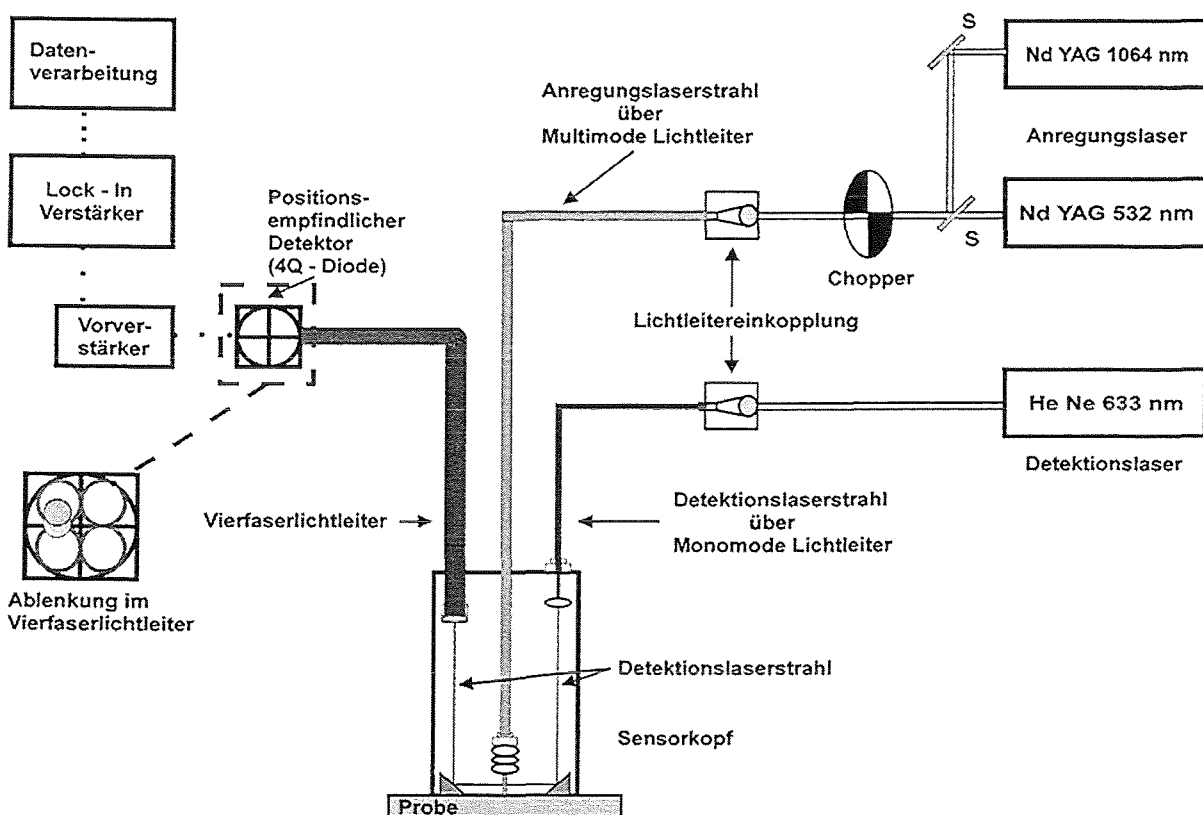 Daten-
verarbeitung
Lock - In
Verstärker
Vorver-
stärker
Positions-
empfindlicher
Detektor
(4Q - Diode)
Ablenkung im
Vierfaserlichtleiter
Vierfaserlichtleiter
Anregungslaserstrahl
über
Multimode Lichtleiter
S
Nd YAG 1064 nm
Anregungslaser
Nd YAG 532 nm
S
Chopper
Lichtleitereinkopplung
He Ne 633 nm
Detektionslaser
Detektionslaserstrahl
über
Monomode Lichtleiter
Detektionslaserstrahl
Sensorkopf
Probe